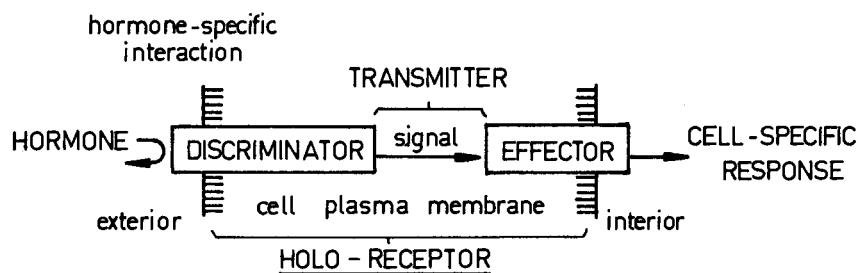 hormone-specific
interaction
TRANSMITTER
HORMONE
DISCRIMINATOR
signal
EFFECTOR
CELL-SPECIFIC
RESPONSE
exterior
cell plasma membrane
interior
HOLO-RECEPTOR